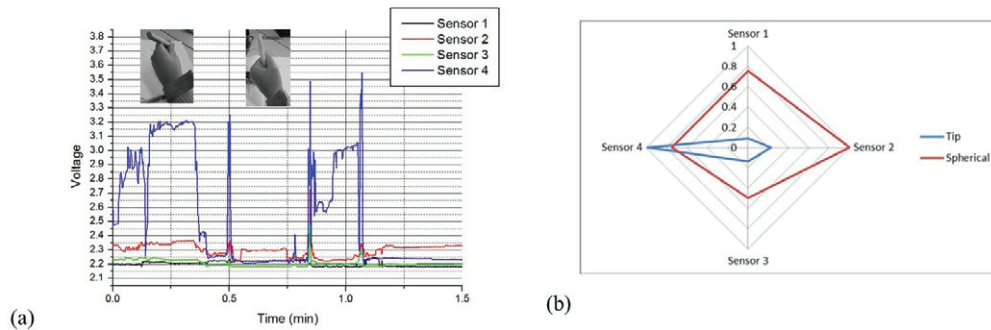 Sensor 1
Sensor 2
Sensor 3
Sensor 4
3.8
3.7
3.6
3.5
3.4
3.3
3.2
3.1
3.0
2.9
2.8
2.7
2.6
2.5
2.4
2.3
2.2
2.1
Voltage
0.0
0.5
1.0
1.5
Time (min)
(a)
Sensor 1
1
0.8
0.6
0.4
0.2
0
Sensor 4
Sensor 2
Sensor 3
Tip
Spherical
(b)